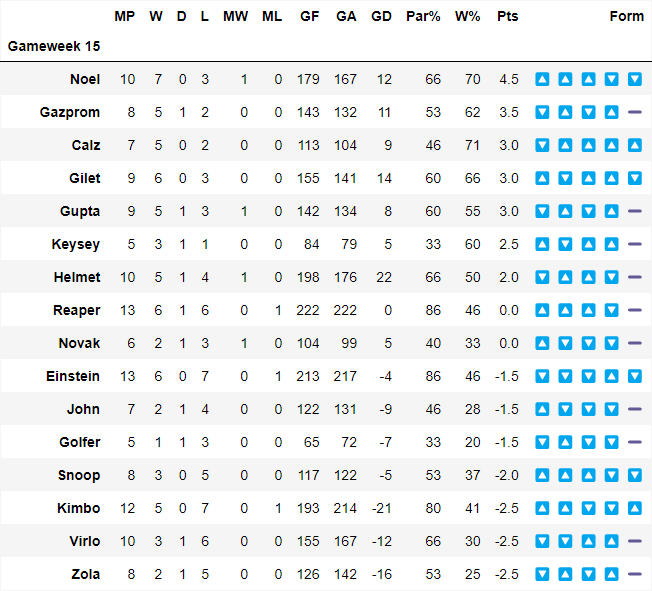 MP W D L MW ML GF GA GD Par% W% Pts Form
Gameweek 15
Noel 10 7 0 3 1 0 179 167 12 66 70 4.5 🔼 🔼 🔼 🔽 🔽
Gazprom 8 5 1 2 0 0 143 132 11 53 62 3.5 🔽 🔼 🔽 🔼 ➖
Calz 7 5 0 2 0 0 113 104 9 46 71 3.0 🔽 🔼 🔼 🔼 🔼
Gilet 9 6 0 3 0 0 155 141 14 60 66 3.0 🔼 🔽 🔼 🔼 🔽
Gupta 9 5 1 3 1 0 142 134 8 60 55 3.0 🔽 🔼 🔽 🔼 ➖
Keysey 5 3 1 1 0 0 84 79 5 33 60 2.5 🔼 🔽 🔼 🔼 ➖
Helmet 10 5 1 4 1 0 198 176 22 66 50 2.0 🔽 🔼 🔼 🔽 ➖
Reaper 13 6 1 6 0 1 222 222 0 86 46 0.0 🔼 🔼 🔼 🔽 ➖
Novak 6 2 1 3 1 0 104 99 5 40 33 0.0 🔼 🔽 🔽 🔽 ➖
Einstein 13 6 0 7 0 1 213 217 -4 86 46 -1.5 🔽 🔽 🔽 🔼 🔽
John 7 2 1 4 0 0 122 131 -9 46 28 -1.5 🔼 🔽 🔽 🔽 ➖
Golfer 5 1 1 3 0 0 65 72 -7 33 20 -1.5 🔽 🔼 🔽 🔽 ➖
Snoop 8 3 0 5 0 0 117 122 -5 53 37 -2.0 🔼 🔼 🔼 🔽 🔽
Kimbo 12 5 0 7 0 1 193 214 -21 80 41 -2.5 🔼 🔼 🔽 🔽 🔼
Virlo 10 3 1 6 0 0 155 167 -12 66 30 -2.5 🔽 🔽 🔼 🔼 ➖
Zola 8 2 1 5 0 0 126 142 -16 53 25 -2.5 🔽 🔼 🔽 🔼 ➖